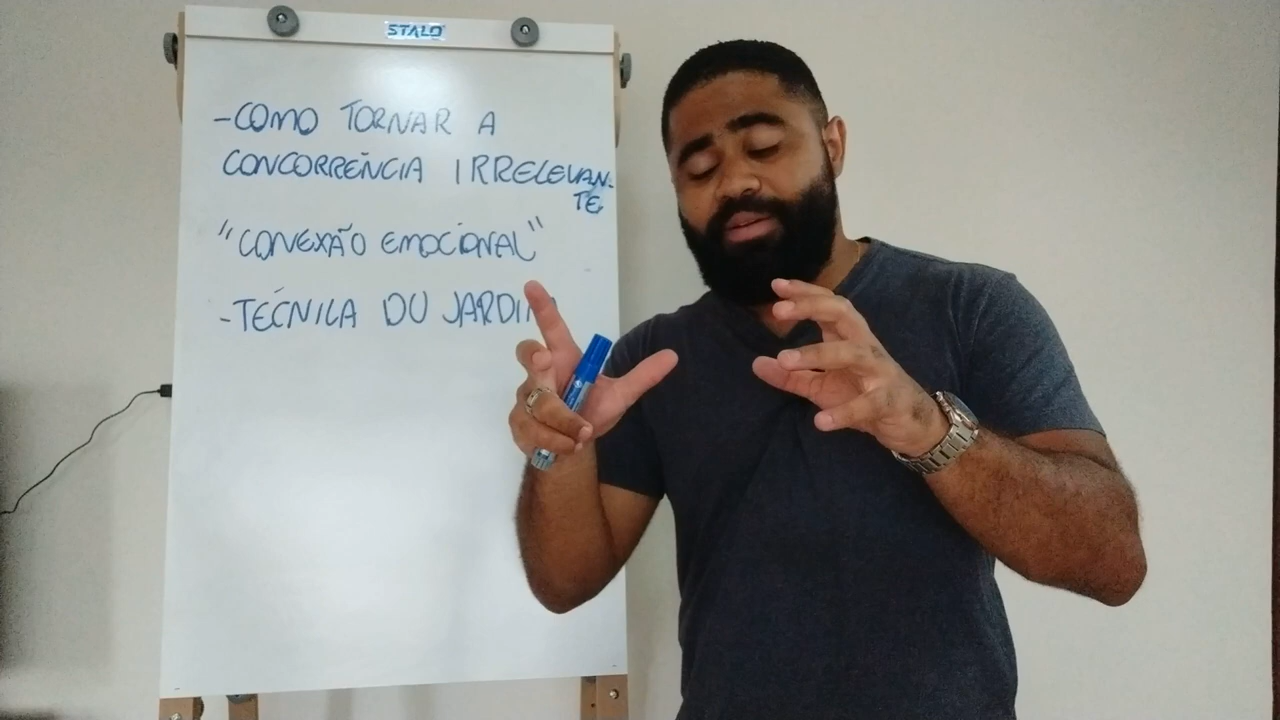 STALO
-COMO TORNAR A
CONCORRÊNCIA IRRELEVAN-
TE
"CONEXÃO EMOCIONAL"
-TÉCNICA DO